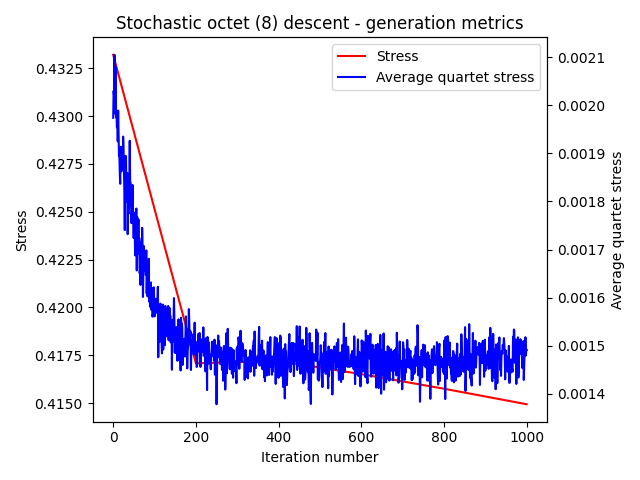 Stochastic octet (8) descent - generation metrics
Stress
Average quartet stress
0.4325
0.4300
0.4275
0.4250
0.4225
0.4200
0.4175
0.4150
Stress
0.0021
0.0020
0.0019
0.0018
0.0017
0.0016
0.0015
0.0014
Average quartet stress
0 200 400 600 800 1000
Iteration number